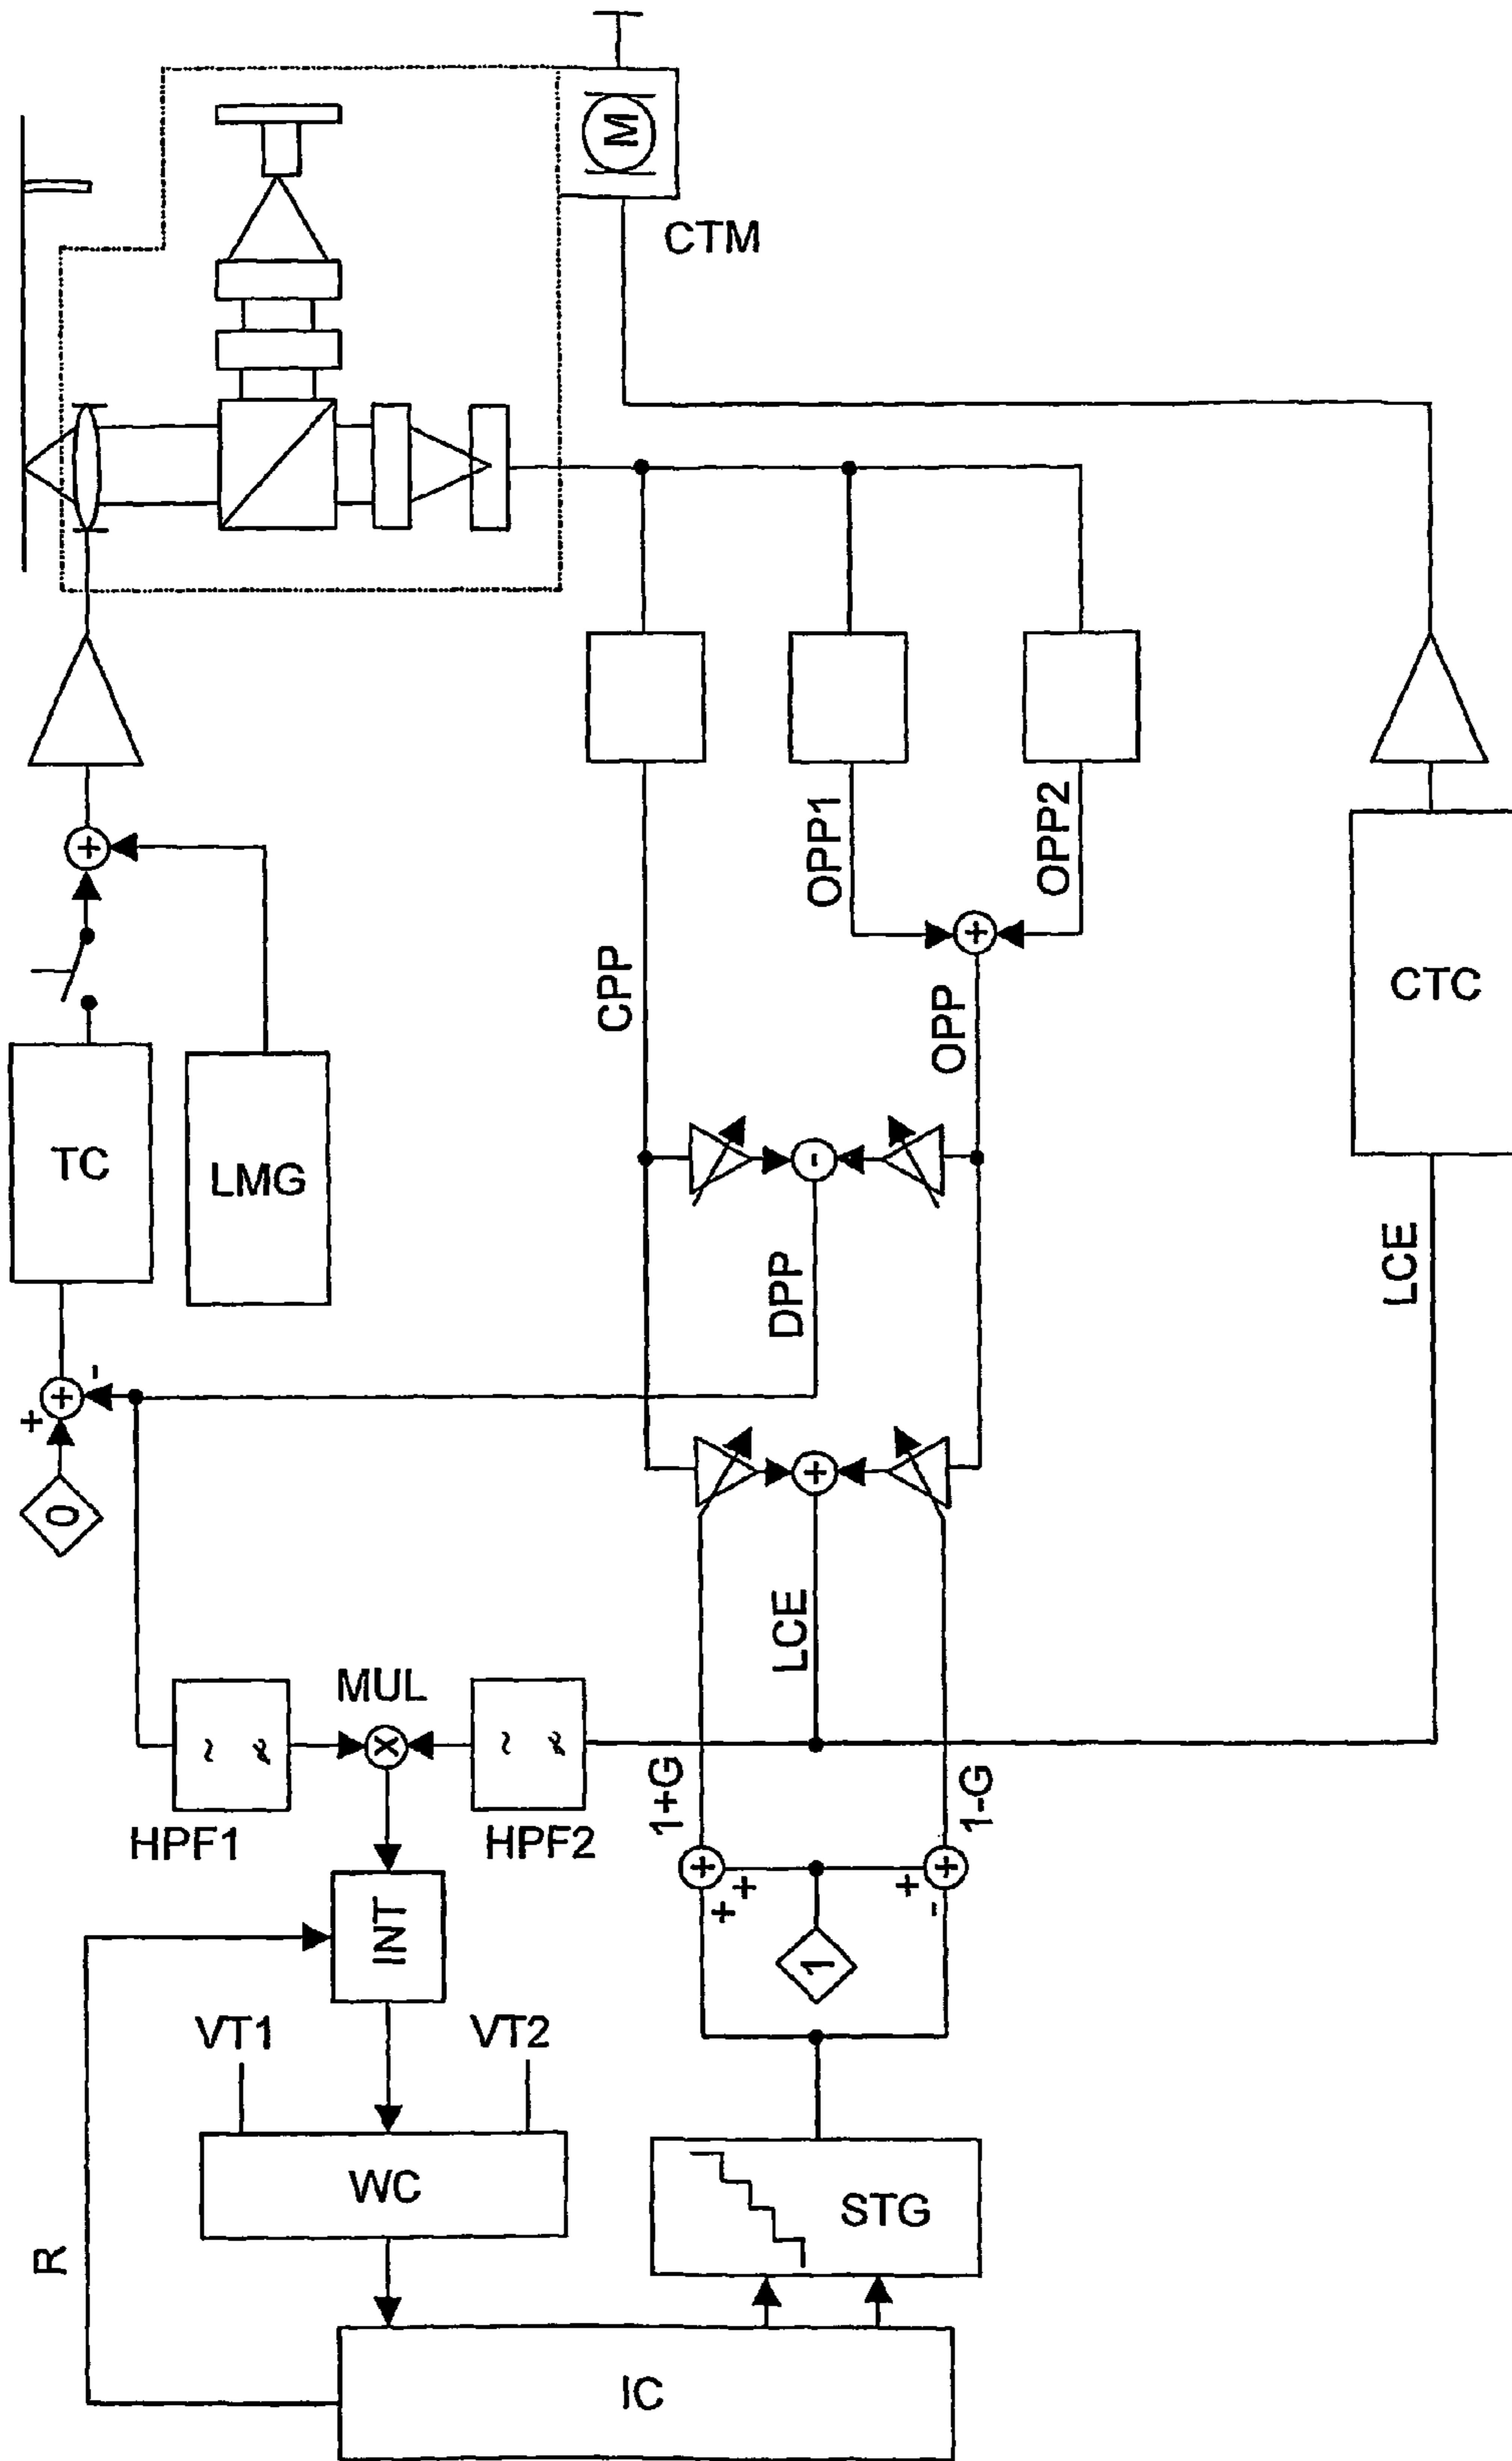 M
CTM
OPP1
OPP2
CPP
OPP
CTC
TC
LMG
DPP
LCE
-
+
+
0
+
-
+
+
+
LCE
MUL
X
HPF1
HPF2
1+G
1-G
+
+
+
+
+
-
1
INT
VT1
VT2
WC
STG
R
IC